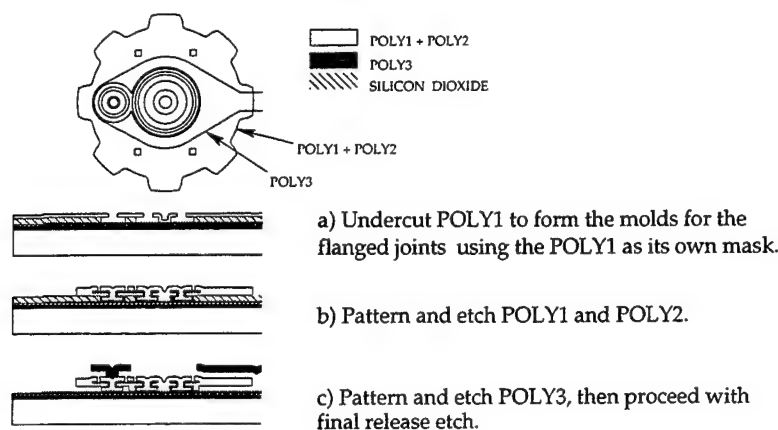 POLY1 + POLY2
POLY3
SILICON DIOXIDE
POLY1 + POLY2
POLY3
a) Undercut POLY1 to form the molds for the
flanged joints using the POLY1 as its own mask.
b) Pattern and etch POLY1 and POLY2.
c) Pattern and etch POLY3, then proceed with
final release etch.